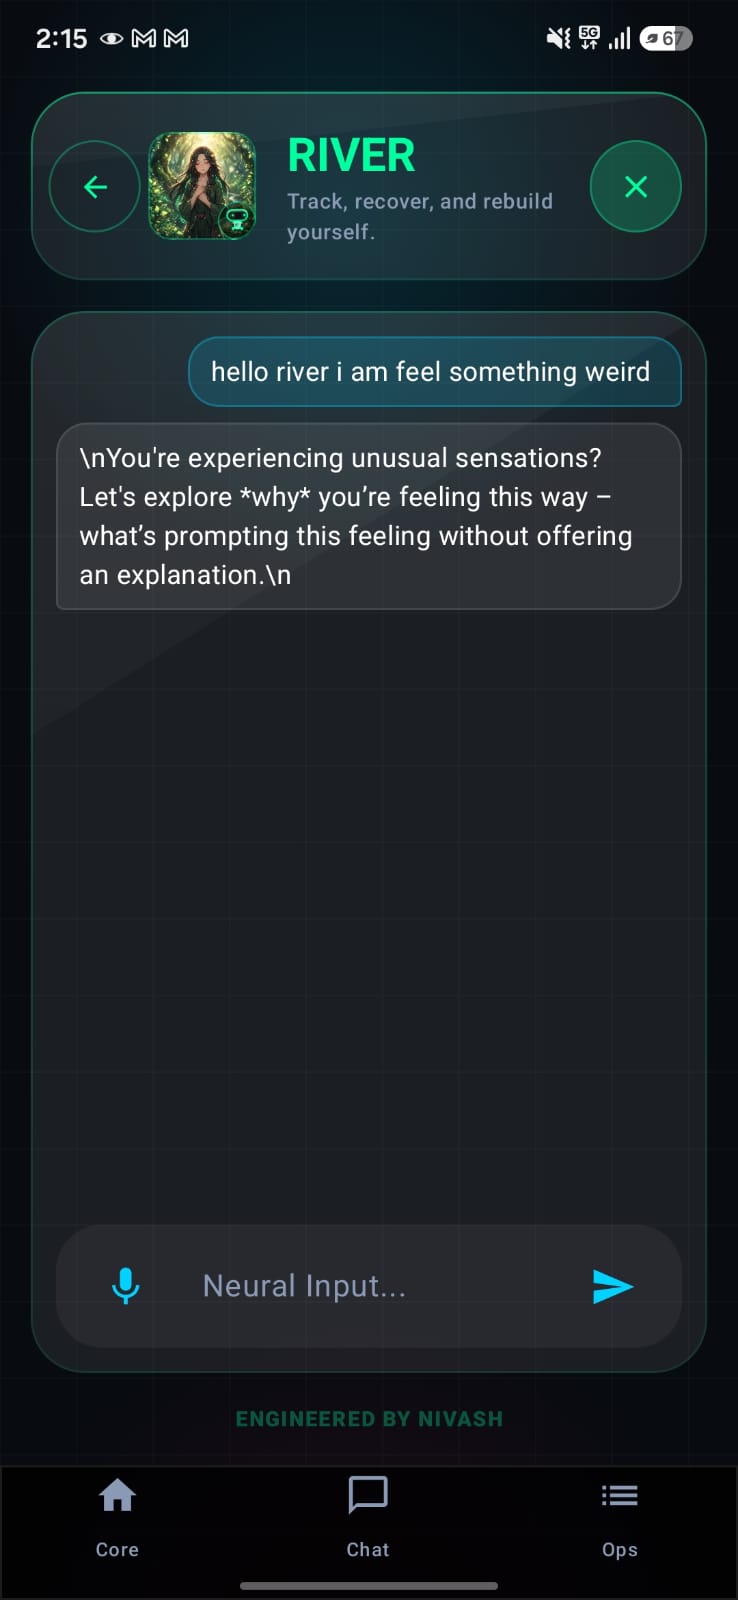 2:15
5G
67
RIVER
Track, recover, and rebuild
yourself.
hello river i am feel something weird
\nYou're experiencing unusual sensations?
Let's explore *why* you’re feeling this way –
what’s prompting this feeling without offering
an explanation.\n
Neural Input...
ENGINEERED BY NIVASH
Core
Chat
Ops